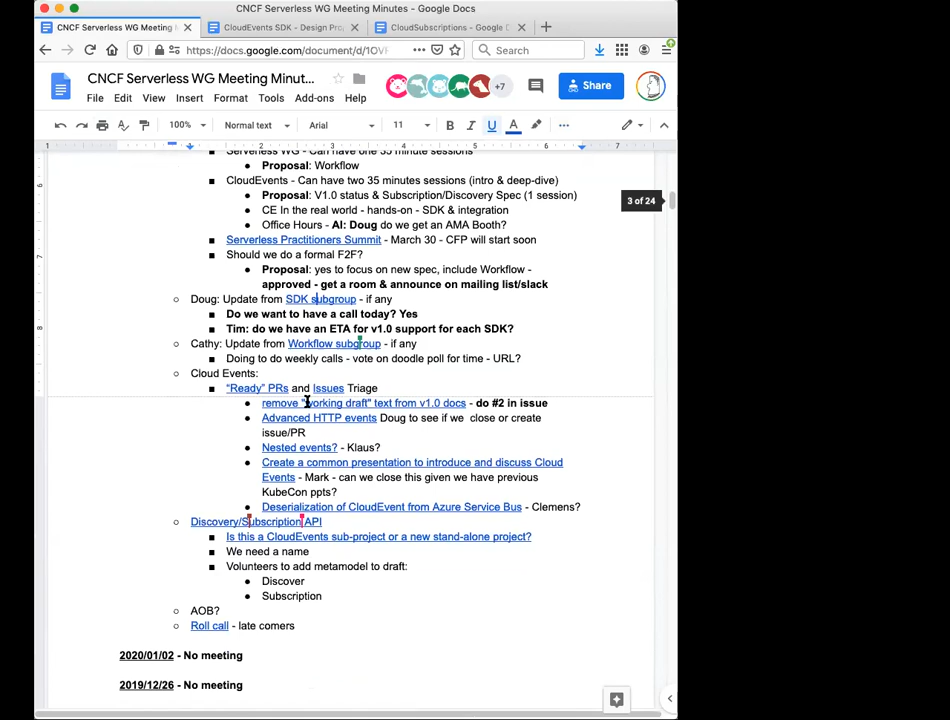 CNCF Serverless WG Meeting Minutes - Google Docs
CNCF Serverless WG Meeting
CloudEvents SDK - Design Pro
CloudSubscriptions - Google D
https://docs.google.com/document/d/1OVF
Search
CNCF Serverless WG Meeting Minut...
+7
Share
File Edit View Insert Format Tools Add-ons Help
100% Normal text Arial 11 B I U A
1 2 3 4 5 6 7
Serverless WG - Can have one 35 minute sessions
Proposal: Workflow
CloudEvents - Can have two 35 minutes sessions (intro & deep-dive)
Proposal: V1.0 status & Subscription/Discovery Spec (1 session)
3 of 24
CE In the real world - hands-on - SDK & integration
Office Hours - AI: Doug do we get an AMA Booth?
Serverless Practitioners Summit - March 30 - CFP will start soon
Should we do a formal F2F?
Proposal: yes to focus on new spec, include Workflow -
approved - get a room & announce on mailing list/slack
Doug: Update from SDK subgroup - if any
Do we want to have a call today? Yes
Tim: do we have an ETA for v1.0 support for each SDK?
Cathy: Update from Workflow subgroup - if any
Doing to do weekly calls - vote on doodle poll for time - URL?
Cloud Events:
"Ready" PRs and Issues Triage
remove "working draft" text from v1.0 docs - do #2 in issue
Advanced HTTP events Doug to see if we close or create
issue/PR
Nested events? - Klaus?
Create a common presentation to introduce and discuss Cloud
Events - Mark - can we close this given we have previous
KubeCon ppts?
Deserialization of CloudEvent from Azure Service Bus - Clemens?
Discovery/Subscription API
Is this a CloudEvents sub-project or a new stand-alone project?
We need a name
Volunteers to add metamodel to draft:
Discover
Subscription
AOB?
Roll call - late comers
2020/01/02 - No meeting
2019/12/26 - No meeting